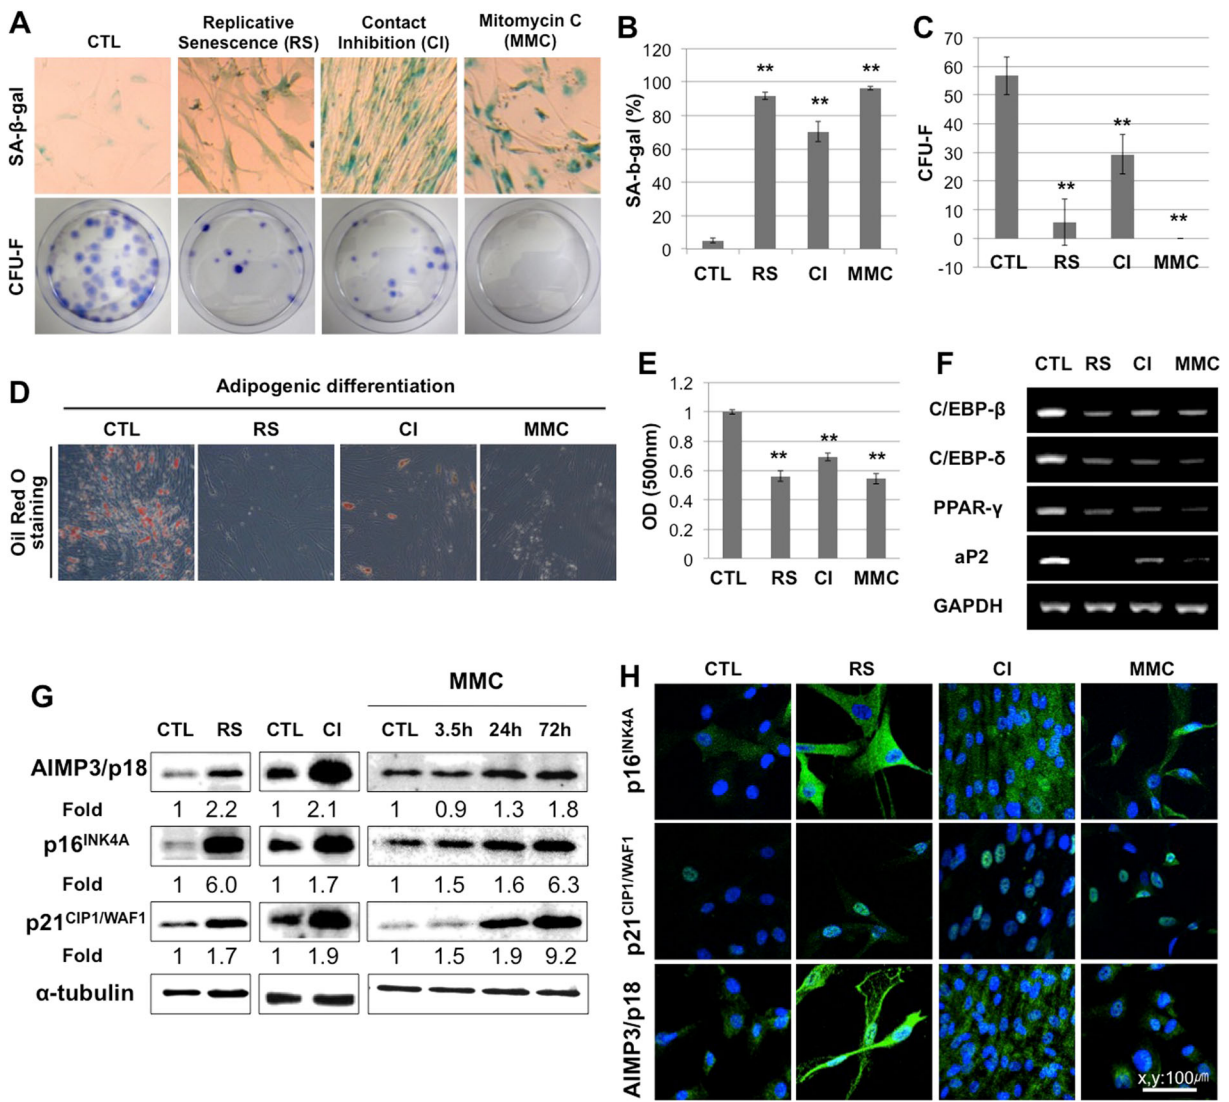 A
CTL
Replicative
Senescence (RS)
Contact
Inhibition (CI)
Mitomycin C
(MMC)
SA-β-gal
CFU-F
B
SA-b-gal (%)
120
100
80
60
40
20
0
**
**
**
CTL RS CI MMC
C
CFU-F
70
60
50
40
30
20
10
0
-10
**
**
**
CTL RS CI MMC
D
Adipogenic differentiation
CTL RS CI MMC
Oil Red O
staining
E
OD (500nm)
1.2
1
0.8
0.6
0.4
0.2
0
**
**
**
CTL RS CI MMC
F
CTL RS CI MMC
C/EBP-β
C/EBP-δ
PPAR-γ
aP2
GAPDH
G
MMC
CTL RS CTL CI CTL 3.5h 24h 72h
AIMP3/p18
Fold 1 2.2 1 2.1 1 0.9 1.3 1.8
p16INK4A
Fold 1 6.0 1 1.7 1 1.5 1.6 6.3
p21CIP1/WAF1
Fold 1 1.7 1 1.9 1 1.5 1.9 9.2
α-tubulin
H
CTL RS CI MMC
p16INK4A
p21CIP1/WAF1
AIMP3/p18
x,y:100㎛